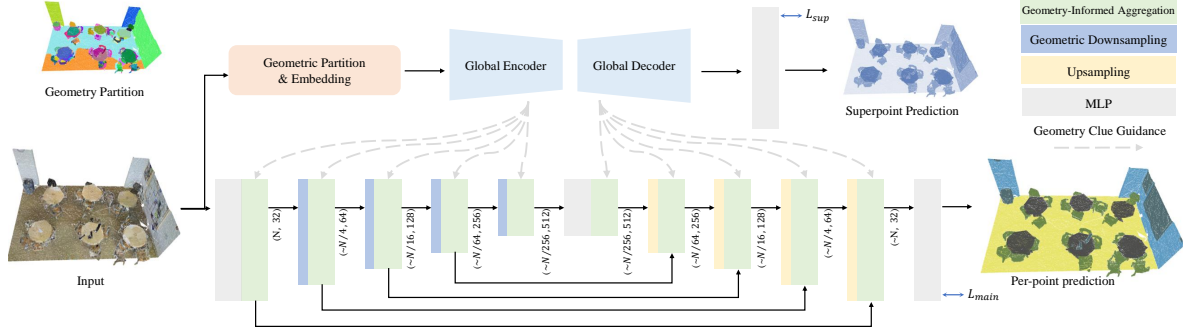 Geometry Partition
Geometric Partition
& Embedding
Global Encoder
Global Decoder
L_sup
Superpoint Prediction
Geometry-Informed Aggregation
Geometric Downsampling
Upsampling
MLP
Geometry Clue Guidance
Input
(N, 32)
(~N/4, 64)
(~N/16, 128)
(~N/64, 256)
(~N/256, 512)
(~N/256, 512)
(~N/64, 256)
(~N/16, 128)
(~N/4, 64)
(~N, 32)
L_main
Per-point prediction